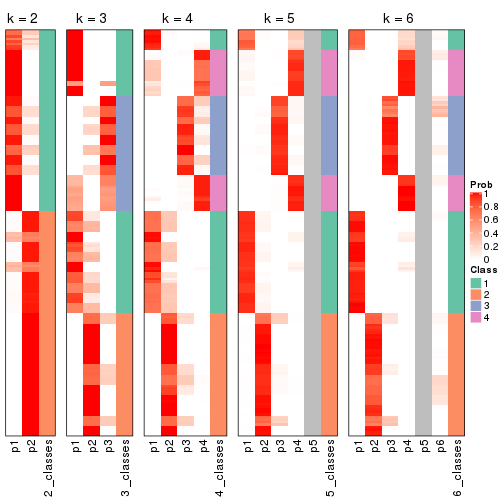 k = 2
k = 3
k = 4
k = 5
k = 6
Prob
1
0.8
0.6
0.4
0.2
0
Class
1
2
3
4
p1
p2
2_classes
p1
p2
p3
3_classes
p1
p2
p3
p4
4_classes
p1
p2
p3
p4
p5
5_classes
p1
p2
p3
p4
p5
p6
6_classes